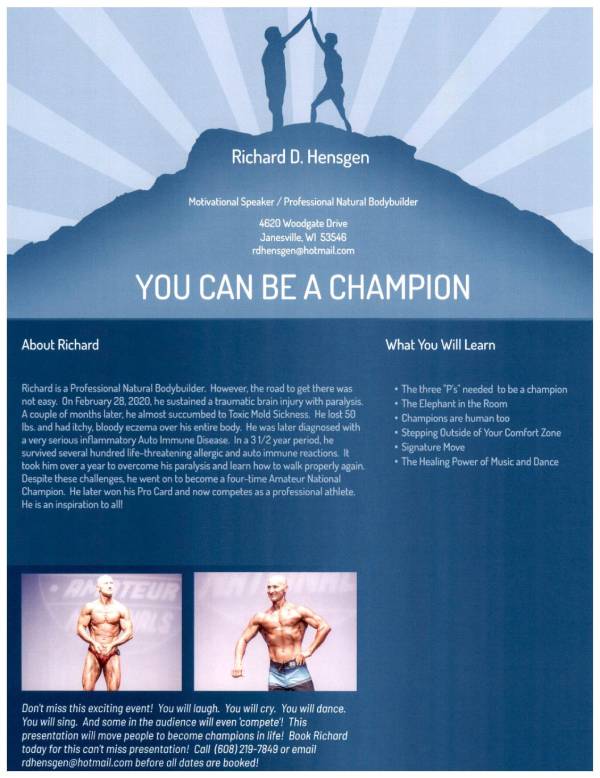 Richard D. Hensgen
Motivational Speaker / Professional Natural Bodybuilder
4620 Woodgate Drive
Janesville, WI 53546
rdhensgen@hotmail.com
YOU CAN BE A CHAMPION
About Richard
Richard is a Professional Natural Bodybuilder. However, the road to get there was
not easy. On February 28, 2020, he sustained a traumatic brain injury with paralysis.
A couple of months later, he almost succumbed to Toxic Mold Sickness. He lost 50
lbs. and had itchy, bloody eczema over his entire body. He was later diagnosed with
a very serious inflammatory Auto Immune Disease. In a 3 1/2 year period, he
survived several hundred life-threatening allergic and auto immune reactions. It
took him over a year to overcome his paralysis and learn how to walk properly again.
Despite these challenges, he went on to become a four-time Amateur National
Champion. He later won his Pro Card and now competes as a professional athlete.
He is an inspiration to all!
What You Will Learn
• The three "P's" needed to be a champion
• The Elephant in the Room
• Champions are human too
• Stepping Outside of Your Comfort Zone
• Signature Move
• The Healing Power of Music and Dance
AMATEUR
Don't miss this exciting event! You will laugh. You will cry. You will dance.
You will sing. And some in the audience will even 'compete'! This
presentation will move people to become champions in life! Book Richard
today for this can't miss presentation! Call (608) 219-7849 or email
rdhensgen@hotmail.com before all dates are booked!